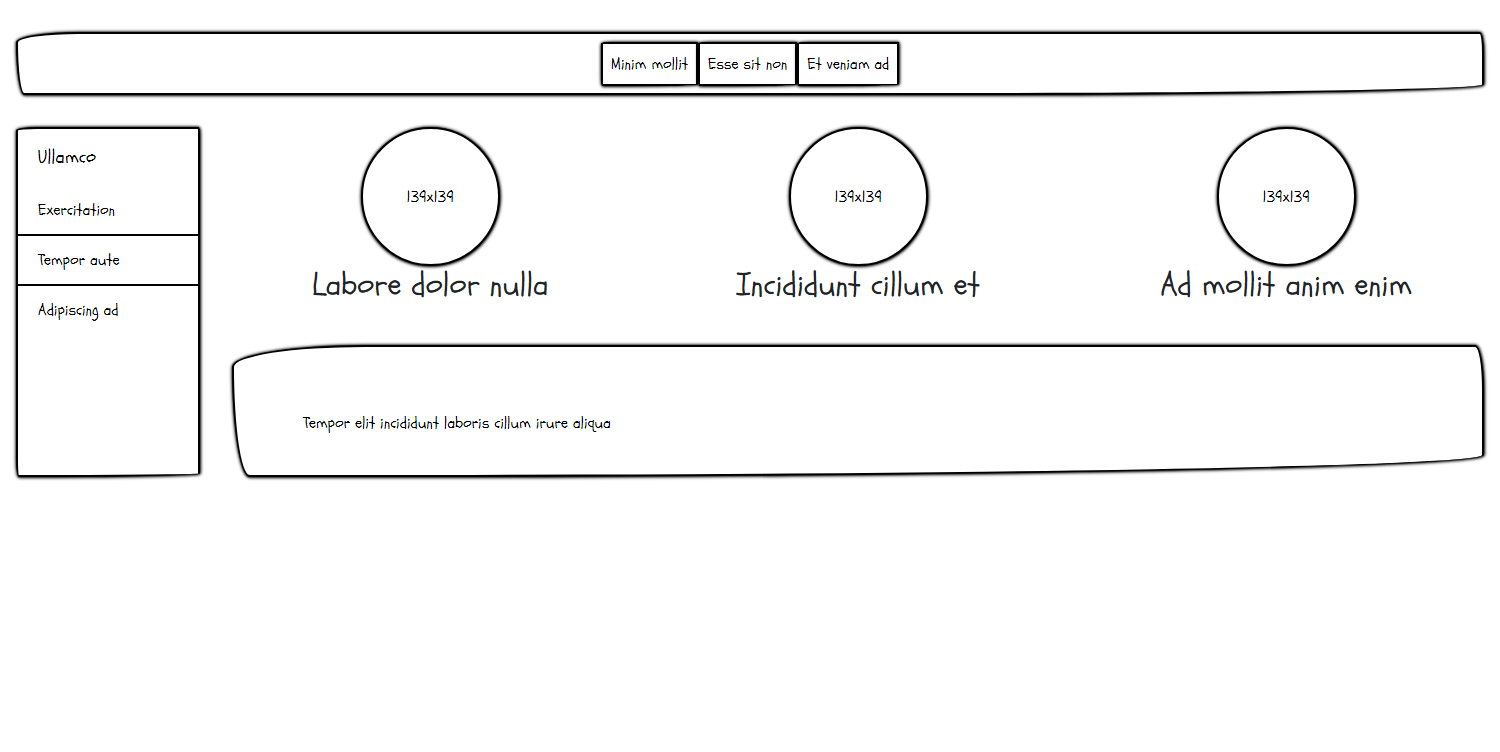 Minim mollit
Esse sit non
Et veniam ad
Ullamco
Exercitation
Tempor aute
Adipiscing ad
139x139
Labore dolor nulla
139x139
Incididunt cillum et
139x139
Ad mollit anim enim
Tempor elit incididunt laboris cillum irure aliqua